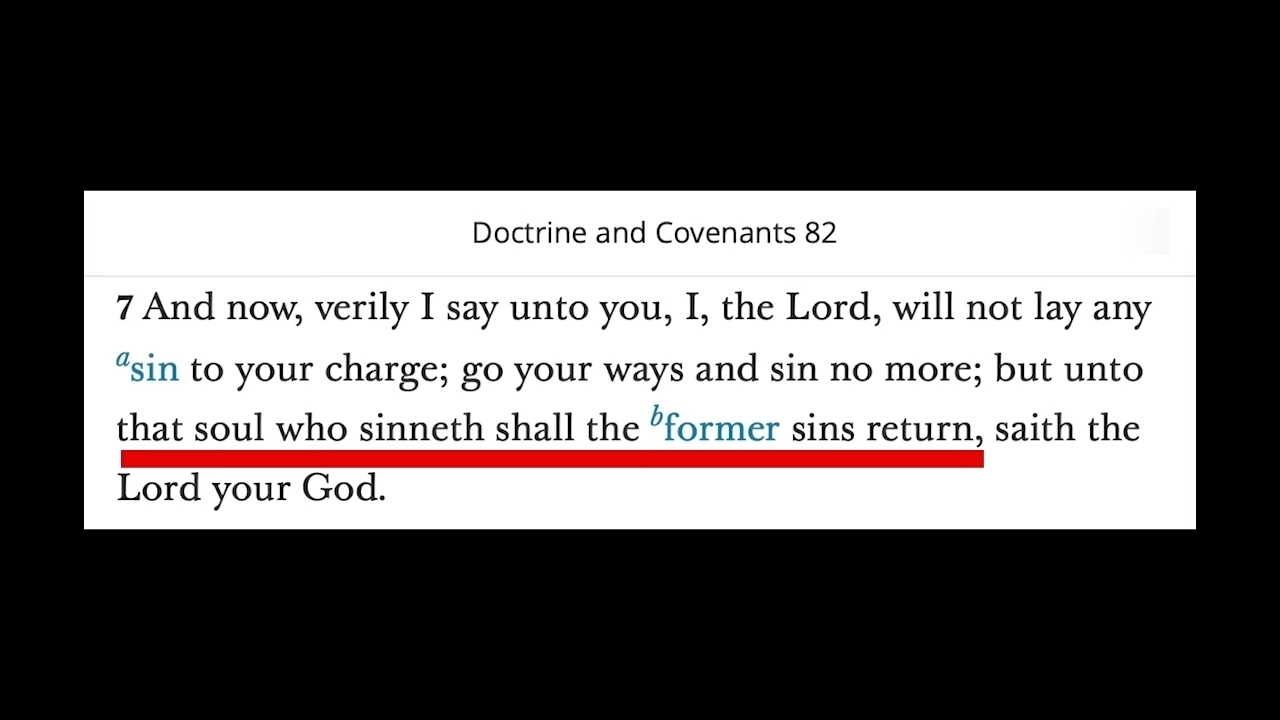 Doctrine and Covenants 82
7 And now, verily I say unto you, I, the Lord, will not lay any
a sin to your charge; go your ways and sin no more; but unto
that soul who sinneth shall the b former sins return, saith the
Lord your God.